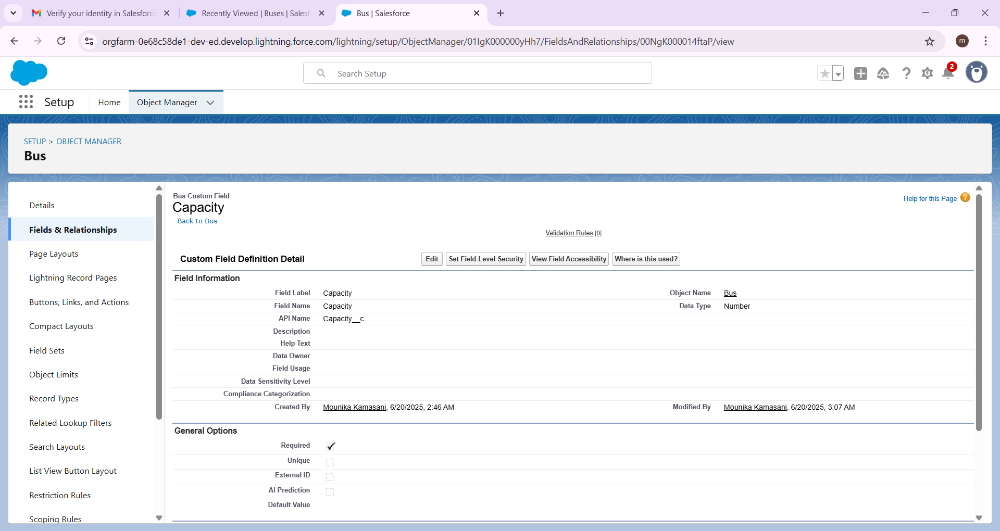 Verify your identity in Salesforce
Recently Viewed | Buses | Salesf
Bus | Salesforce
orgfarm-0e68c58de1-dev-ed.develop.lightning.force.com/lightning/setup/ObjectManager/01IgK000000yHh7/FieldsAndRelationships/00NgK000014ftaP/view
m
Search Setup
2
Setup
Home
Object Manager
SETUP > OBJECT MANAGER
Bus
Details
Fields & Relationships
Page Layouts
Lightning Record Pages
Buttons, Links, and Actions
Compact Layouts
Field Sets
Object Limits
Record Types
Related Lookup Filters
Search Layouts
List View Button Layout
Restriction Rules
Scoping Rules
Bus Custom Field
Capacity
Back to Bus
Help for this Page ?
Validation Rules [0]
Custom Field Definition Detail
Edit
Set Field-Level Security
View Field Accessibility
Where is this used?
Field Information
Field Label Capacity Object Name Bus
Field Name Capacity Data Type Number
API Name Capacity__c
Description
Help Text
Data Owner
Field Usage
Data Sensitivity Level
Compliance Categorization
Created By Mounika Kamasani, 6/20/2025, 2:46 AM Modified By Mounika Kamasani, 6/20/2025, 3:07 AM
General Options
Required
Unique
External ID
AI Prediction
Default Value